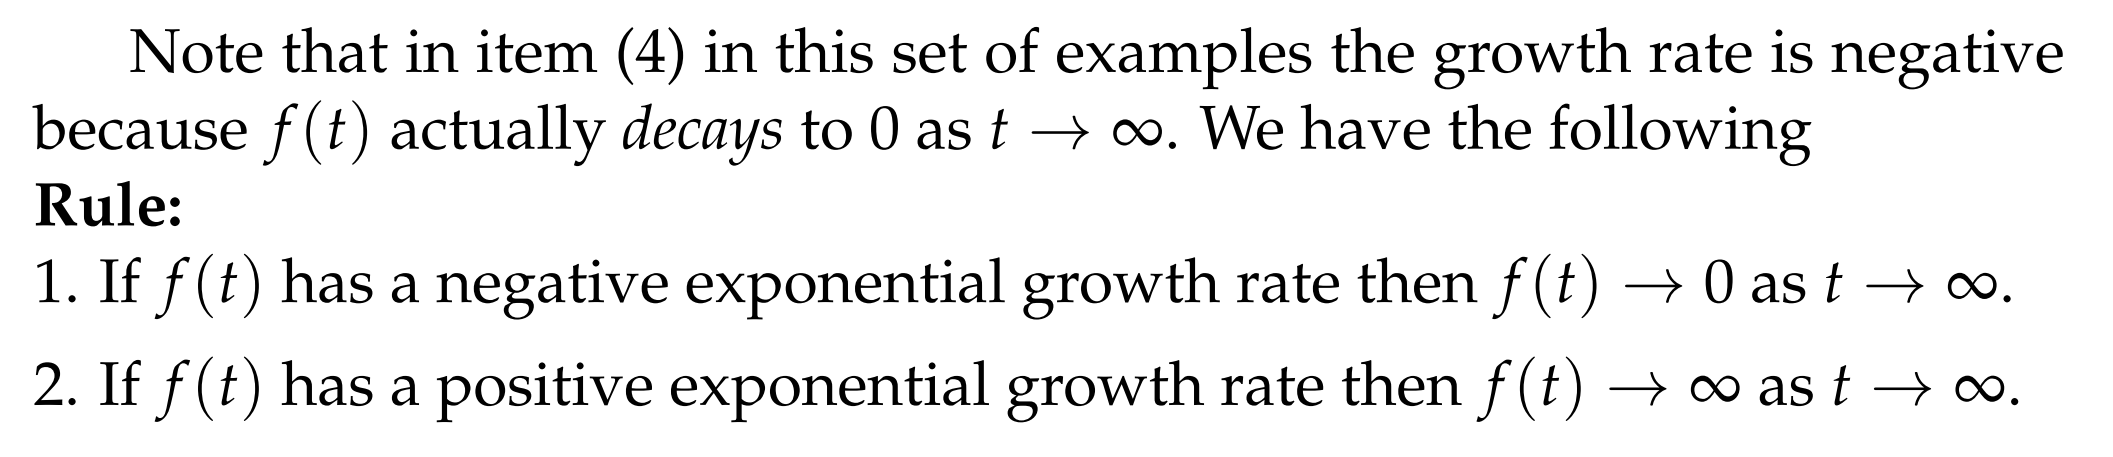 Note that in item (4) in this set of examples the growth rate is negative
because f(t) actually decays to 0 as t → ∞. We have the following
Rule:
1. If f(t) has a negative exponential growth rate then f(t) → 0 as t → ∞.
2. If f(t) has a positive exponential growth rate then f(t) → ∞ as t → ∞.